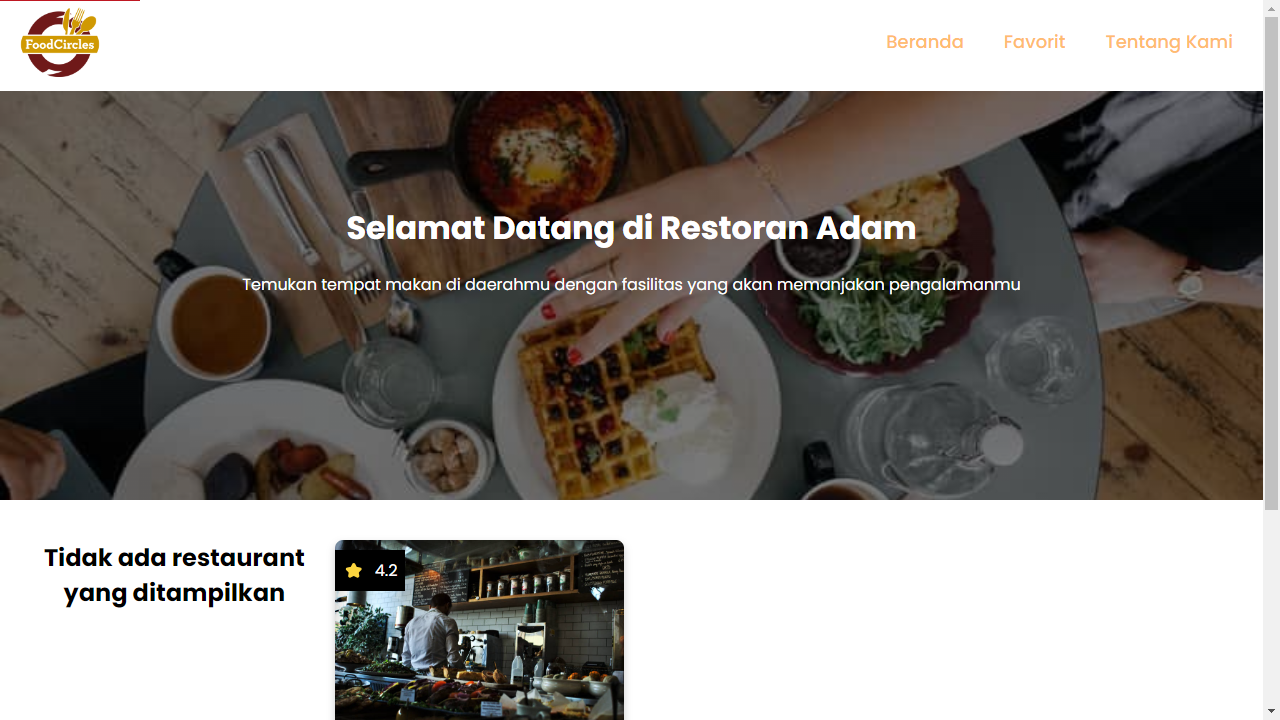 FoodCircles
Beranda
Favorit
Tentang Kami
Selamat Datang di Restoran Adam
Temukan tempat makan di daerahmu dengan fasilitas yang akan memanjakan pengalamanmu
Tidak ada restaurant
yang ditampilkan
4.2